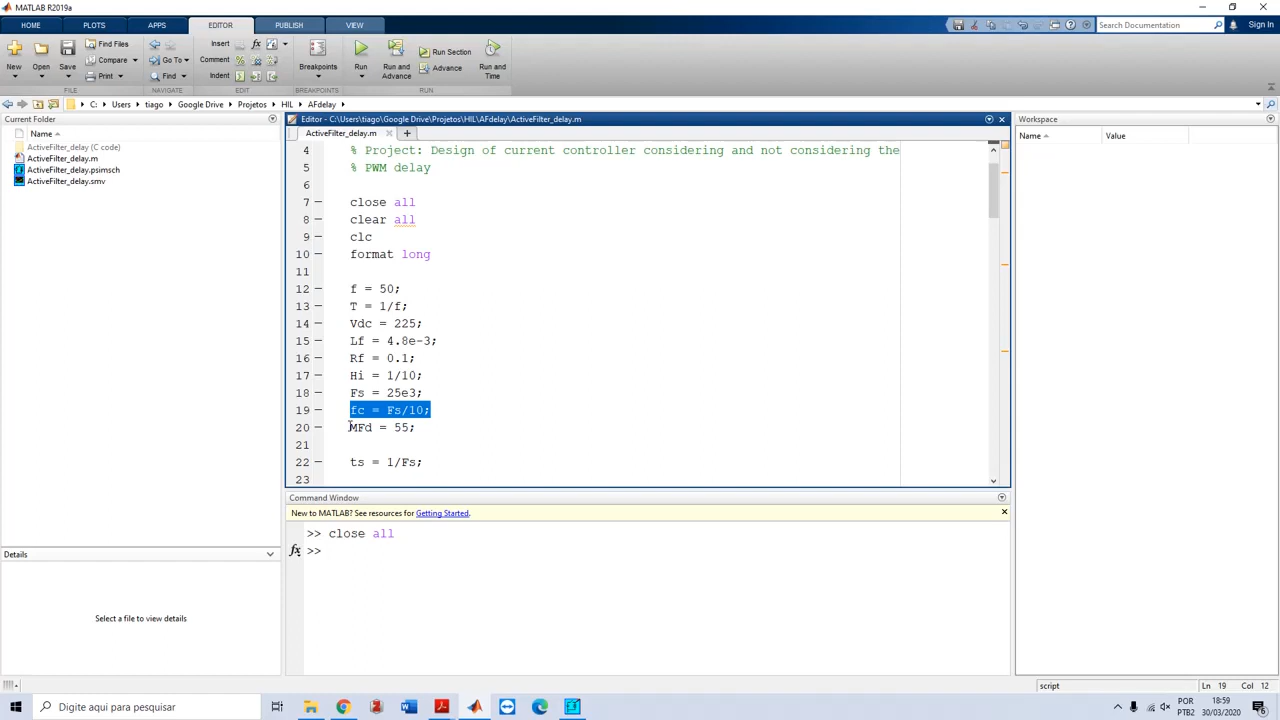 MATLAB R2019a
HOME PLOTS APPS EDITOR PUBLISH VIEW Search Documentation Sign In
New Open Save Find Files Compare Print Go To Find Insert Comment Indent fx Breakpoints Run Run and Advance Run Section Advance Run and Time
FILE NAVIGATE EDIT BREAKPOINTS RUN
C: Users tiago Google Drive Projetos HIL AFdelay
Current Folder
Name
ActiveFilter_delay (C code)
ActiveFilter_delay.m
ActiveFilter_delay.psimsch
ActiveFilter_delay.smv
Details
Select a file to view details
Editor - C:\Users\tiago\Google Drive\Projetos\HIL\AFdelay\ActiveFilter_delay.m
ActiveFilter_delay.m
4 % Project: Design of current controller considering and not considering the
5 % PWM delay
6
7 close all
8 clear all
9 clc
10 format long
11
12 f = 50;
13 T = 1/f;
14 Vdc = 225;
15 Lf = 4.8e-3;
16 Rf = 0.1;
17 Hi = 1/10;
18 Fs = 25e3;
19 fc = Fs/10;
20 MFd = 55;
21
22 ts = 1/Fs;
23
Command Window
New to MATLAB? See resources for Getting Started.
>> close all
fx >>
Workspace
Name Value
script Ln 19 Col 12
Digite aqui para pesquisar
POR
PTB2
18:59
30/03/2020